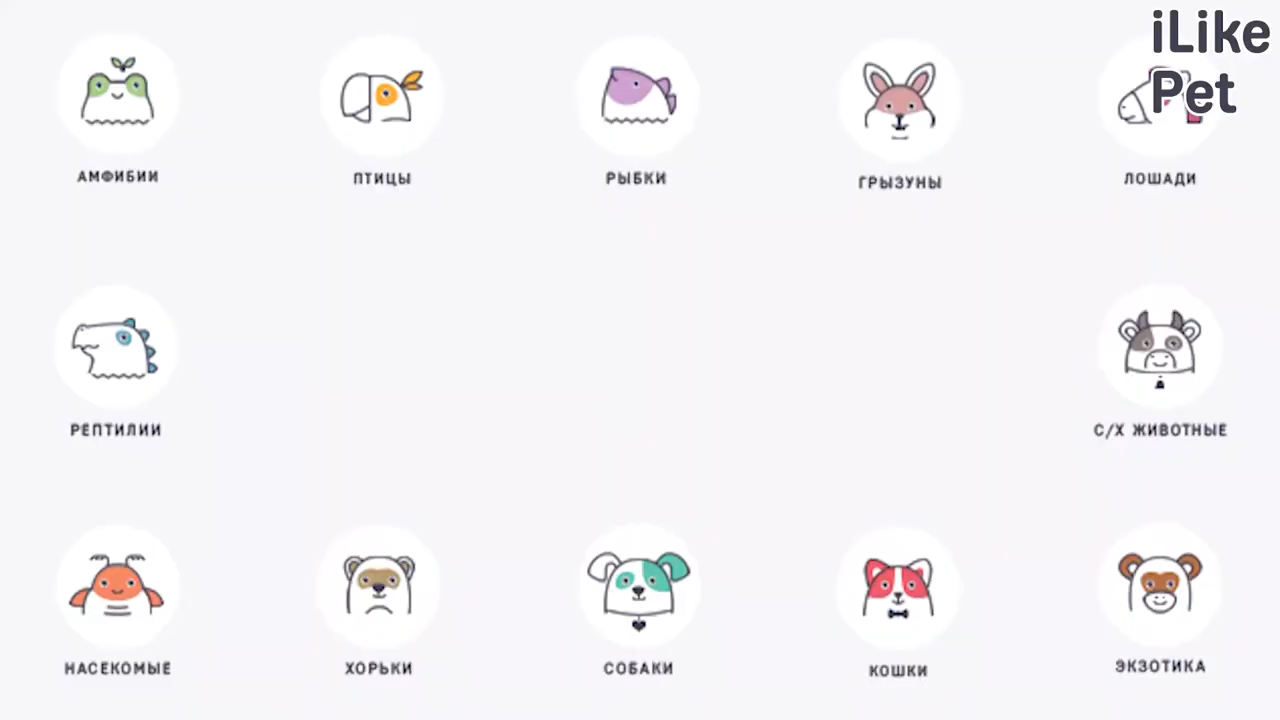 iLike
Pet
АМФИБИИ
ПТИЦЫ
РЫБКИ
ГРЫЗУНЫ
ЛОШАДИ
РЕПТИЛИИ
С/Х ЖИВОТНЫЕ
НАСЕКОМЫЕ
ХОРЬКИ
СОБАКИ
КОШКИ
ЭКЗОТИКА